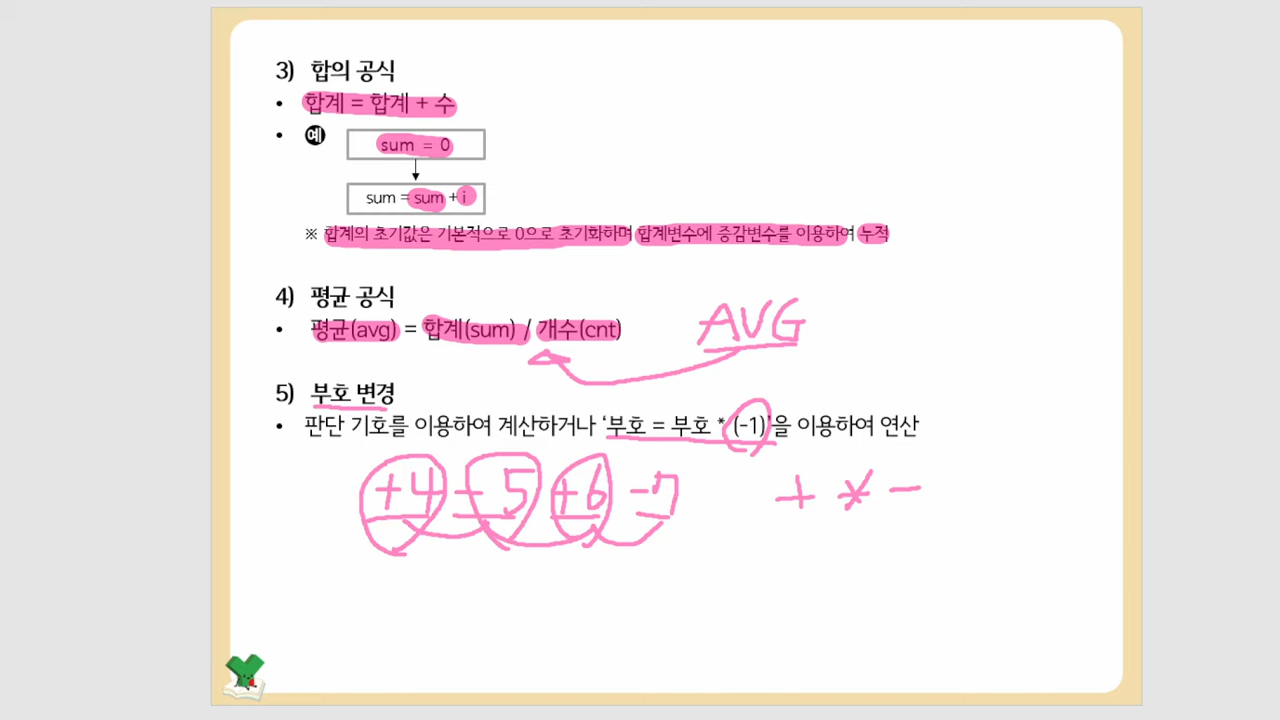 3) 합의 공식
• 합계 = 합계 + 수
• 예
sum = 0
sum = sum + i
※ 합계의 초기값은 기본적으로 0으로 초기화하며 합계변수에 증감변수를 이용하여 누적
4) 평균 공식
• 평균(avg) = 합계(sum) / 개수(cnt)
AVG
5) 부호 변경
• 판단 기호를 이용하여 계산하거나 ‘부호 = 부호 * (-1)’을 이용하여 연산
+4 - 5 +6 -7 + * -